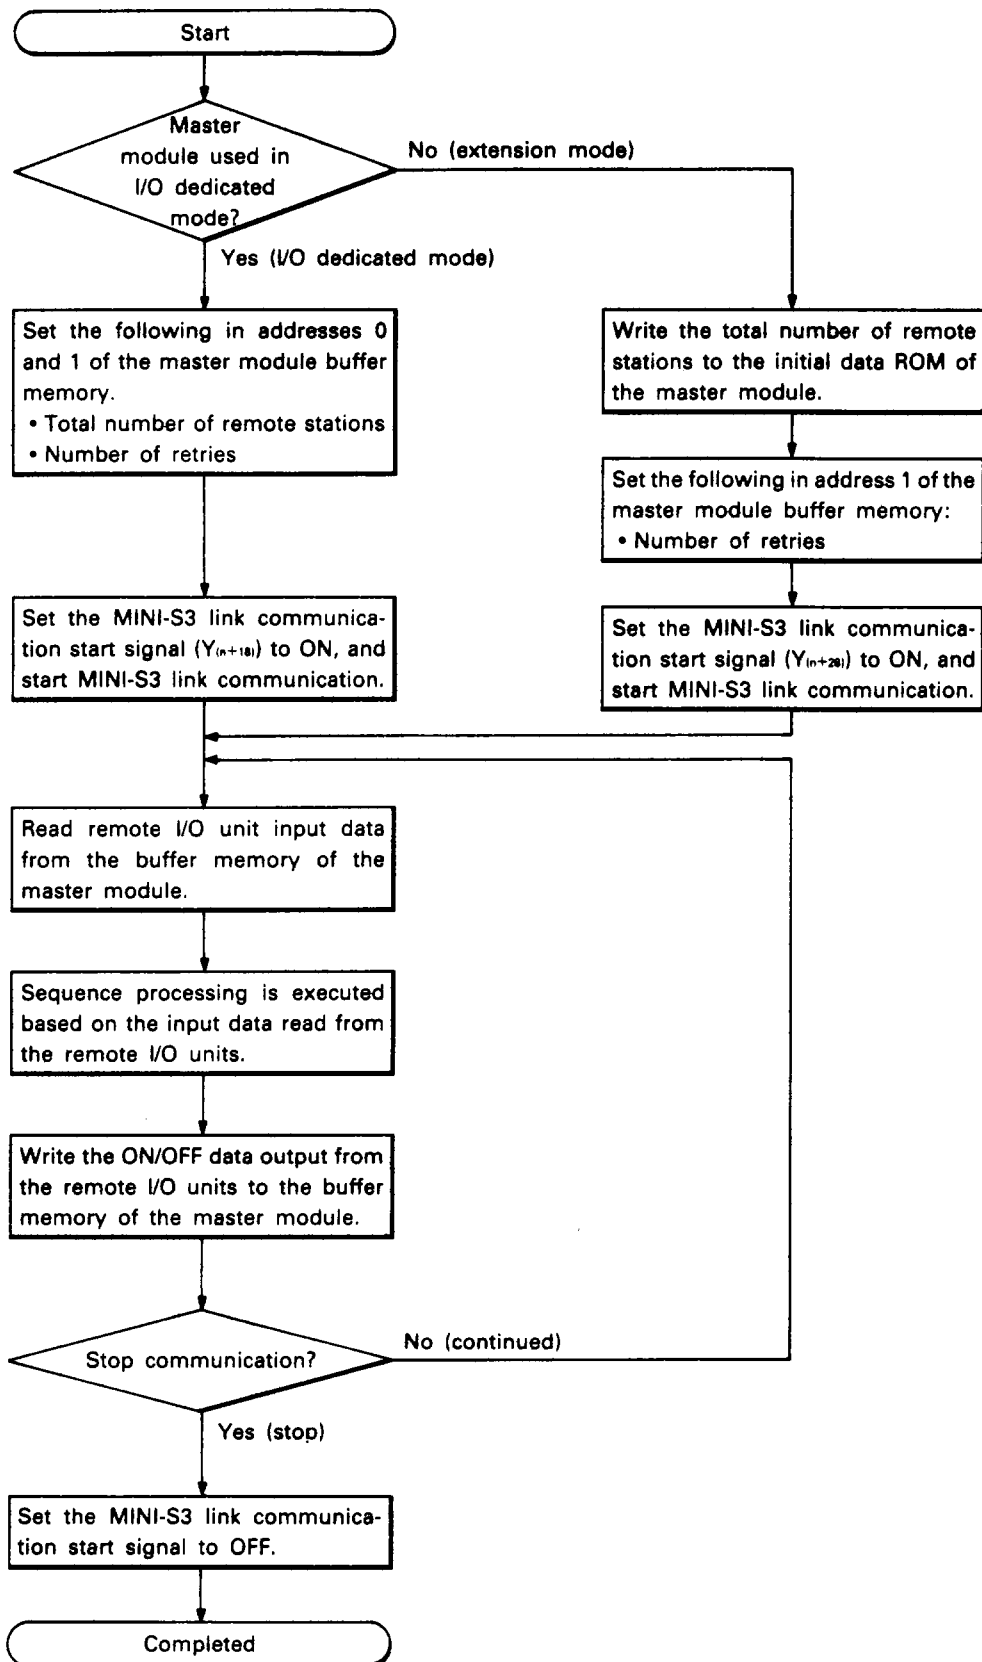 Start
Master
module used in
I/O dedicated
mode?
No (extension mode)
Yes (I/O dedicated mode)
Set the following in addresses 0
and 1 of the master module buffer
memory.
• Total number of remote stations
• Number of retries
Write the total number of remote
stations to the initial data ROM of
the master module.
Set the following in address 1 of the
master module buffer memory:
• Number of retries
Set the MINI-S3 link communica-
tion start signal (Y(n+18)) to ON, and
start MINI-S3 link communication.
Set the MINI-S3 link communica-
tion start signal (Y(n+28)) to ON, and
start MINI-S3 link communication.
Read remote I/O unit input data
from the buffer memory of the
master module.
Sequence processing is executed
based on the input data read from
the remote I/O units.
Write the ON/OFF data output from
the remote I/O units to the buffer
memory of the master module.
Stop communication?
No (continued)
Yes (stop)
Set the MINI-S3 link communica-
tion start signal to OFF.
Completed